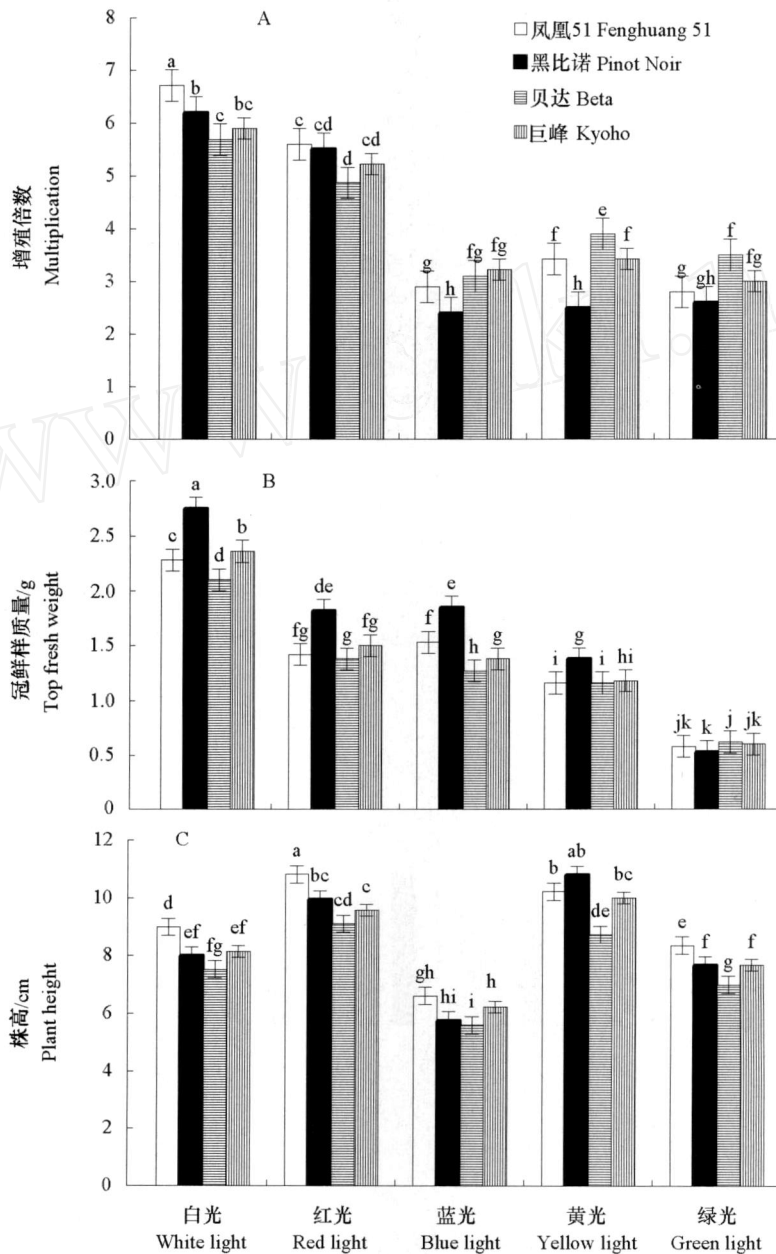 A
凤凰51 Fenghuang 51
黑比诺 Pinot Noir
贝达 Beta
巨峰 Kyoho
8
7
6
5
4
3
2
1
0
增殖倍数
Multiplication
a b c bc
c cd d cd
g h fg fg
f h e f
g gh f fg
B
3.0
2.5
2.0
1.5
1.0
0.5
0
冠鲜样质量/g
Top fresh weight
c a d b
fg de g fg
f e h g
i g i hi
jk k j jk
C
12
10
8
6
4
2
0
株高/cm
Plant height
d ef fg ef
a bc cd c
gh hi i h
b ab de bc
e f g f
白光 红光 蓝光 黄光 绿光
White light Red light Blue light Yellow light Green light